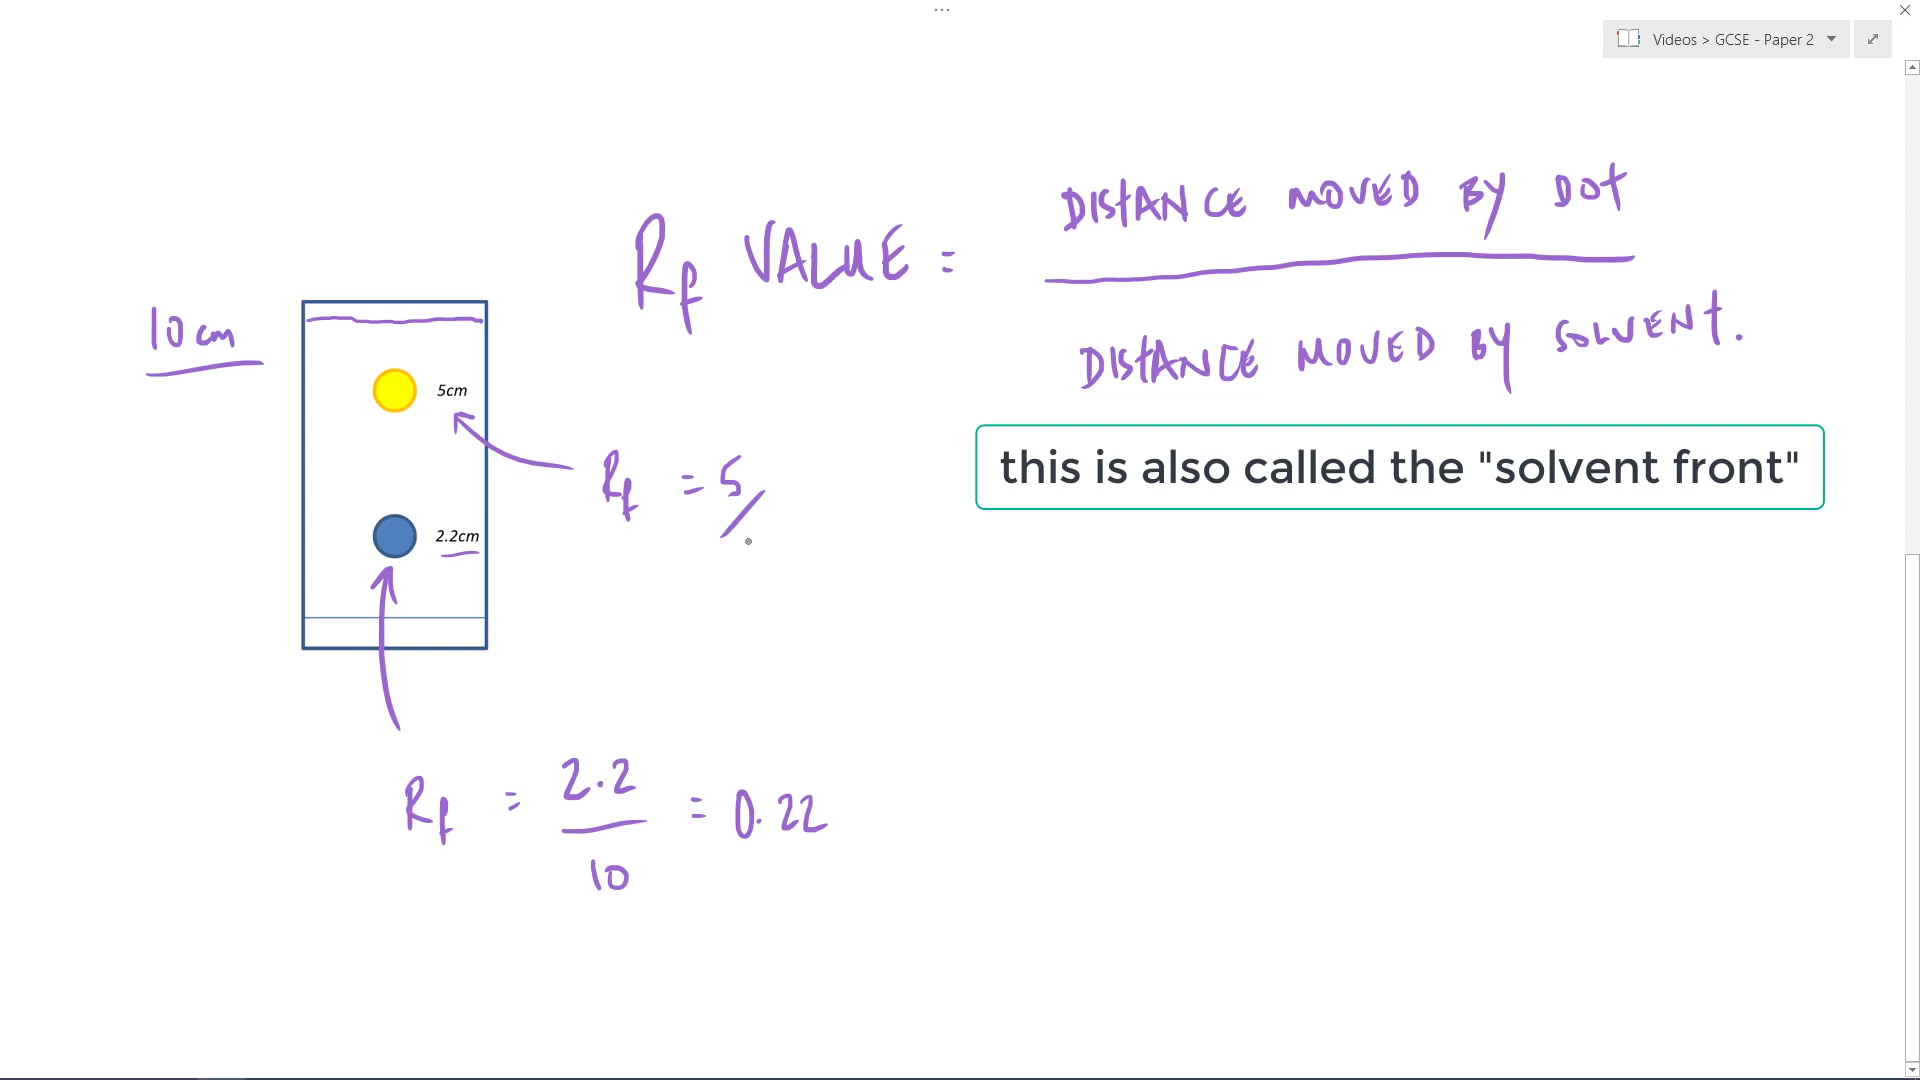 ...
Videos > GCSE - Paper 2
DISTANCE MOVED BY DOT
Rf VALUE =
DISTANCE MOVED BY SOLVENT.
10 cm
5cm
this is also called the "solvent front"
Rf = 5/
2.2cm
Rf = 2.2/10 = 0.22